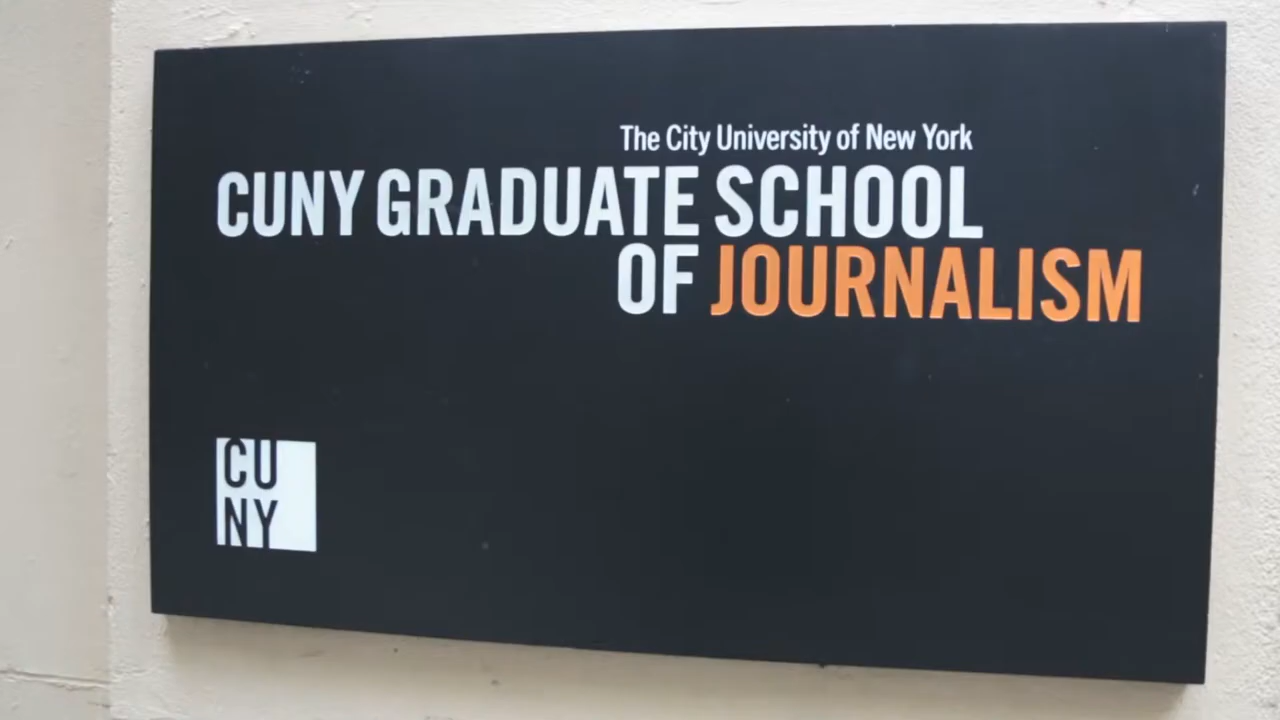 The City University of New York
CUNY GRADUATE SCHOOL
OF JOURNALISM
CU
NY